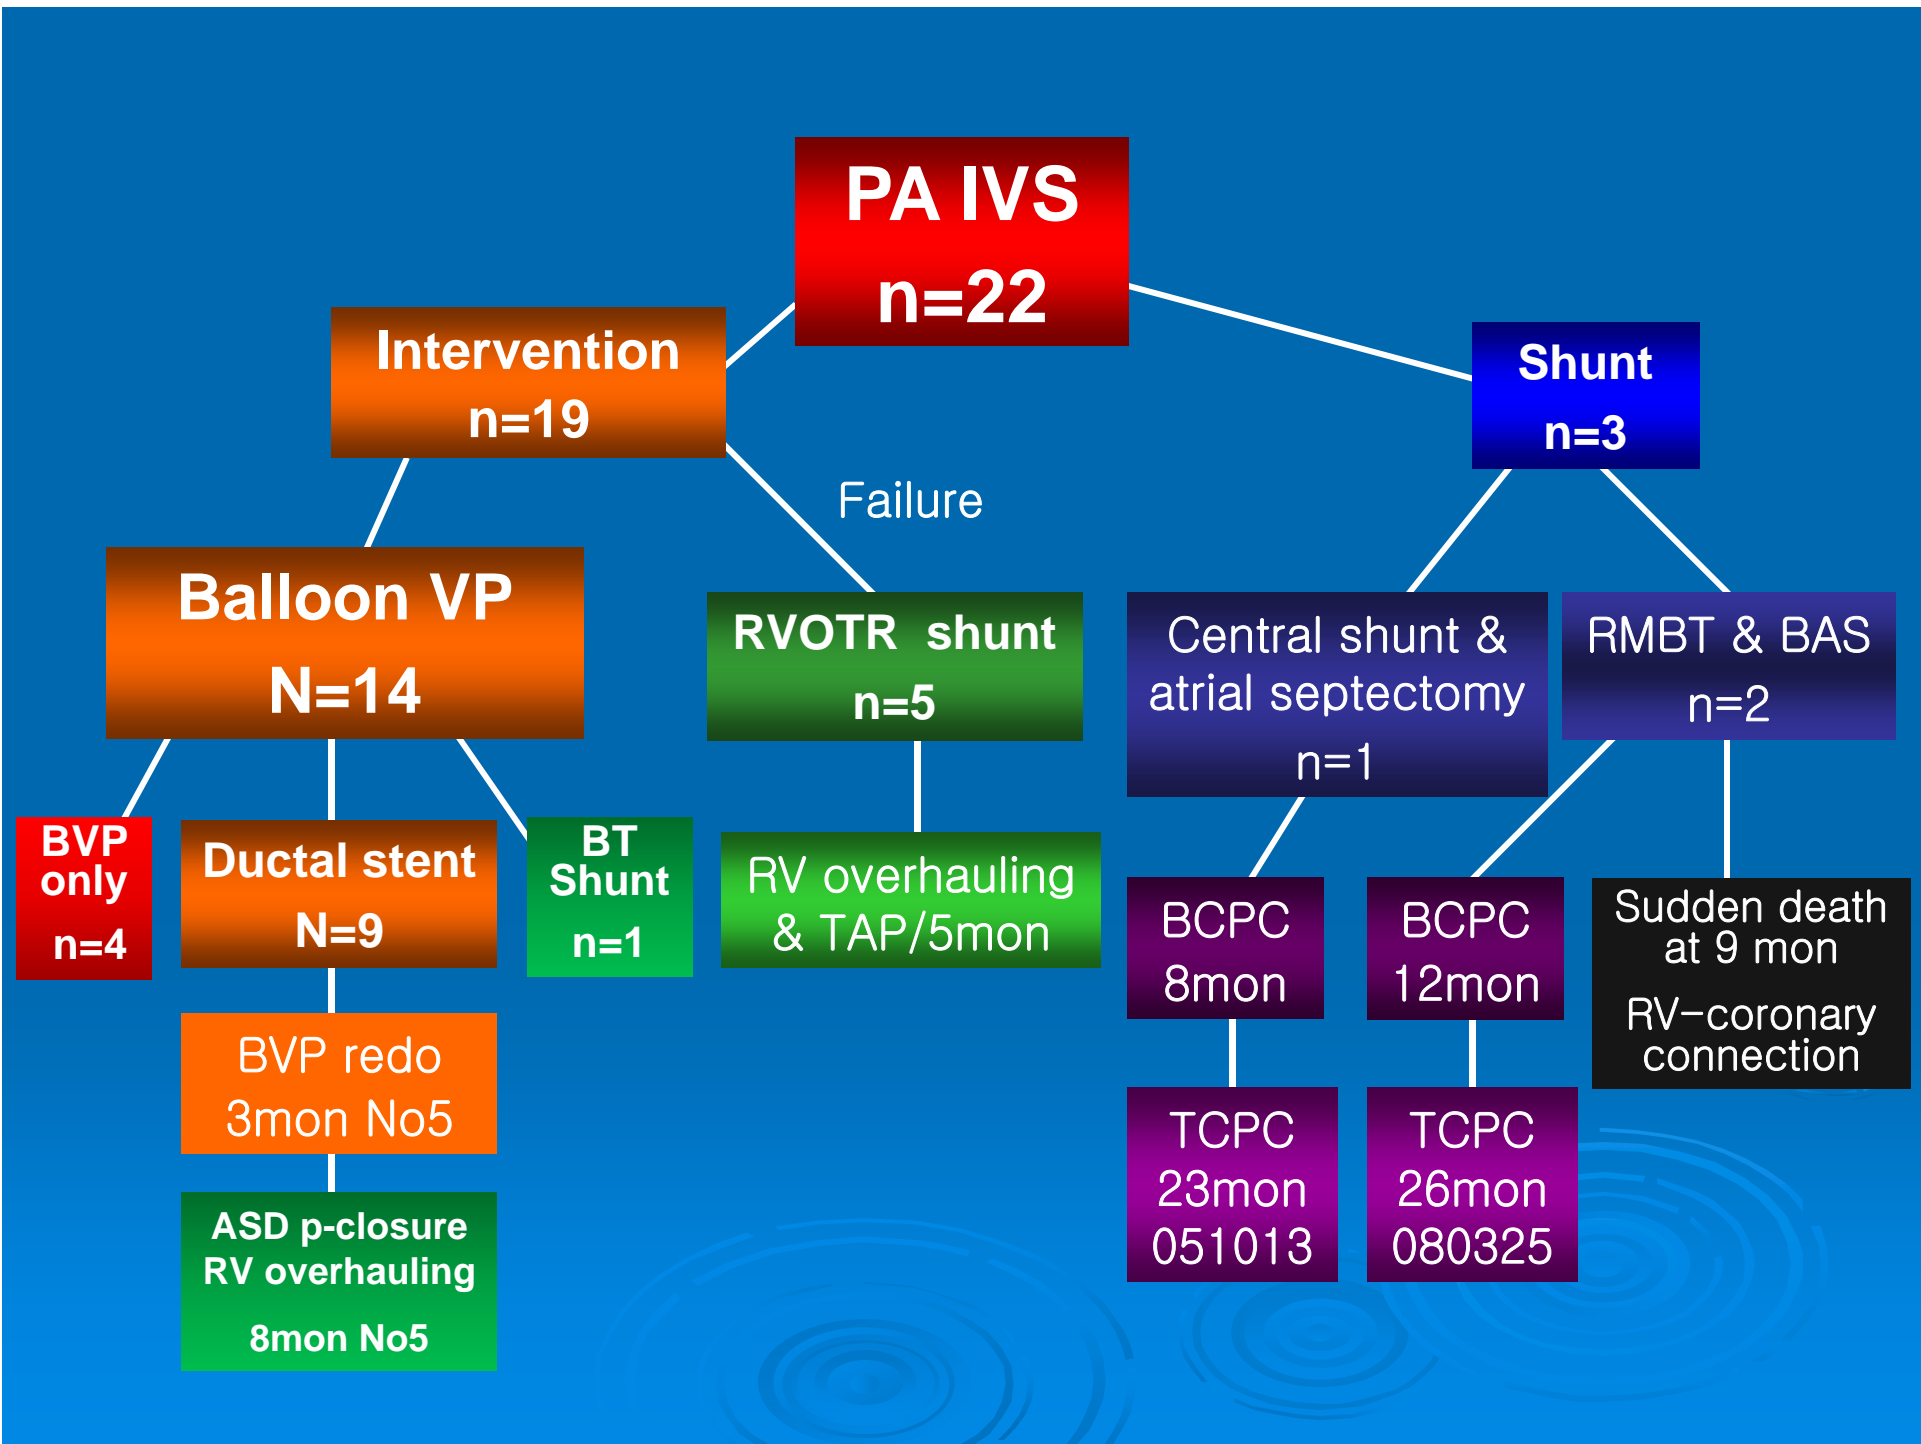 PA IVS
n=22
Intervention
n=19
Shunt
n=3
Failure
Balloon VP
N=14
RVOTR shunt
n=5
Central shunt &
atrial septectomy
n=1
RMBT & BAS
n=2
BVP
only
n=4
Ductal stent
N=9
BT
Shunt
n=1
RV overhauling
& TAP/5mon
BCPC
8mon
BCPC
12mon
Sudden death
at 9 mon
RV-coronary
connection
BVP redo
3mon No5
TCPC
23mon
051013
TCPC
26mon
080325
ASD p-closure
RV overhauling
8mon No5